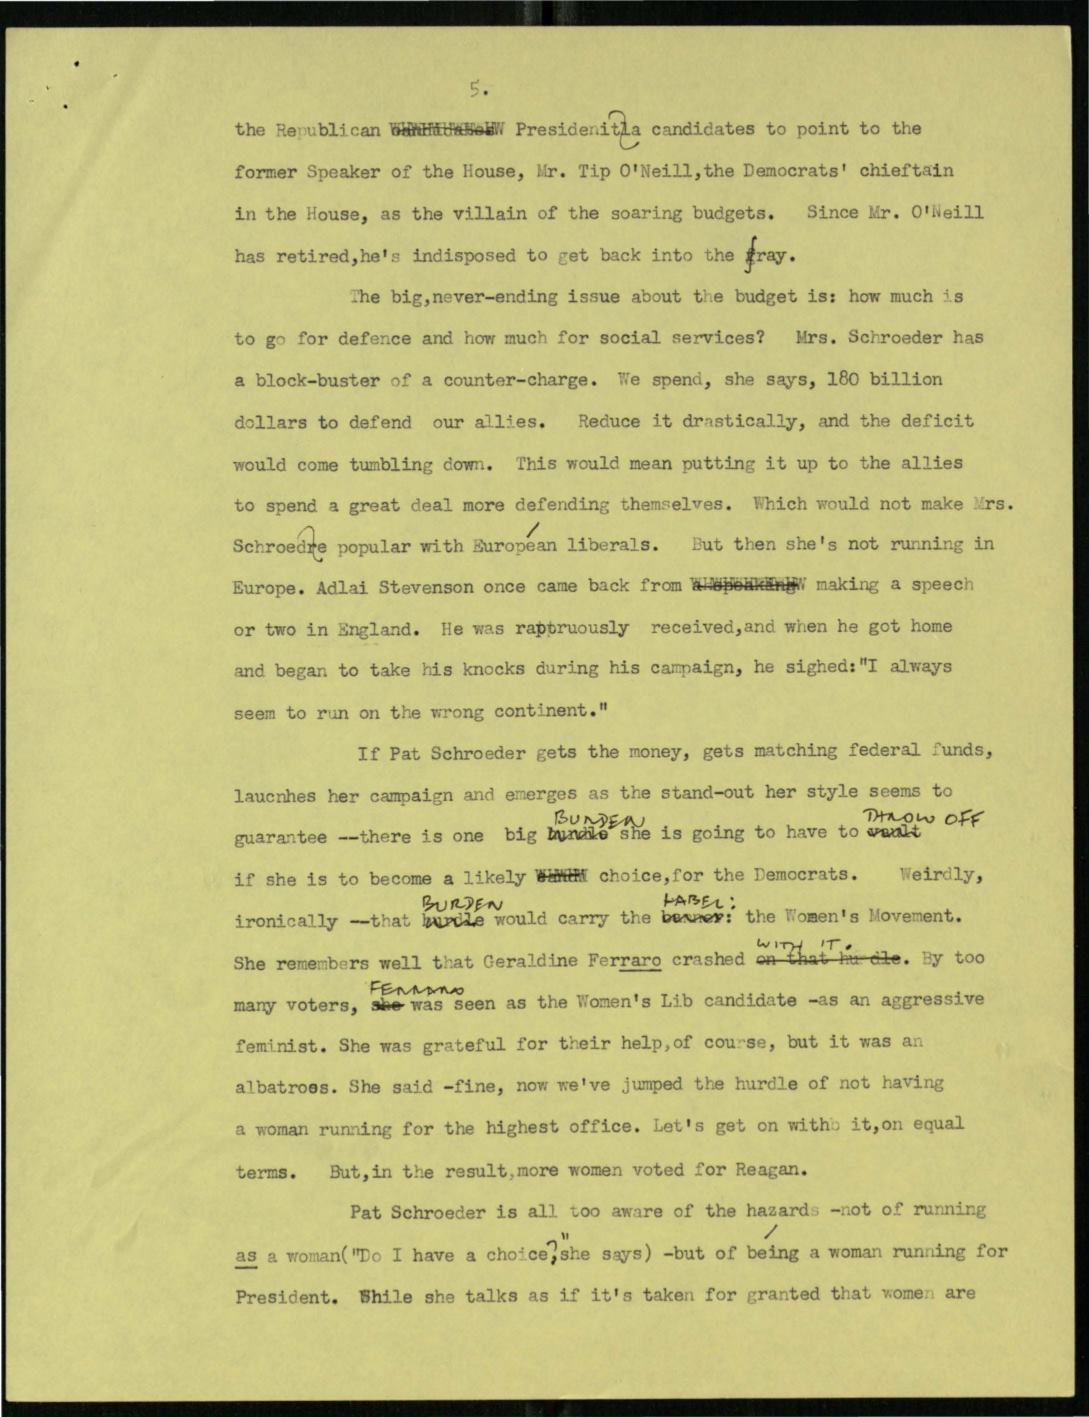 5.
the Republican Presidenitla candidates to point to the
former Speaker of the House, Mr. Tip O'Neill,the Democrats' chieftain
in the House, as the villain of the soaring budgets. Since Mr. O'Neill
has retired,he's indisposed to get back into the fray.
The big,never-ending issue about the budget is: how much is
to go for defence and how much for social services? Mrs. Schroeder has
a block-buster of a counter-charge. We spend, she says, 180 billion
dollars to defend our allies. Reduce it drastically, and the deficit
would come tumbling down. This would mean putting it up to the allies
to spend a great deal more defending themselves. Which would not make Mrs.
Schroedre popular with European liberals. But then she's not running in
Europe. Adlai Stevenson once came back from a speaking making a speech
or two in England. He was raptruously received,and when he got home
and began to take his knocks during his campaign, he sighed:"I always
seem to run on the wrong continent."
If Pat Schroeder gets the money, gets matching federal funds,
laucnhes her campaign and emerges as the stand-out her style seems to
BURDEN THROW OFF
guarantee --there is one big hurdle she is going to have to vault
if she is to become a likely choice,for the Democrats. Weirdly,
BURDEN LABEL:
ironically --that hurdle would carry the banner: the Women's Movement.
WITH IT.
She remembers well that Geraldine Ferraro crashed on that hu dle. By too
FERRARO
many voters, she was seen as the Women's Lib candidate -as an aggressive
feminist. She was grateful for their help,of course, but it was an
albatross. She said -fine, now we've jumped the hurdle of not having
a woman running for the highest office. Let's get on with it,on equal
terms. But,in the result,more women voted for Reagan.
Pat Schroeder is all too aware of the hazards -not of running
as a woman("Do I have a choice?"she says) -but of being a woman running for
President. While she talks as if it's taken for granted that women are